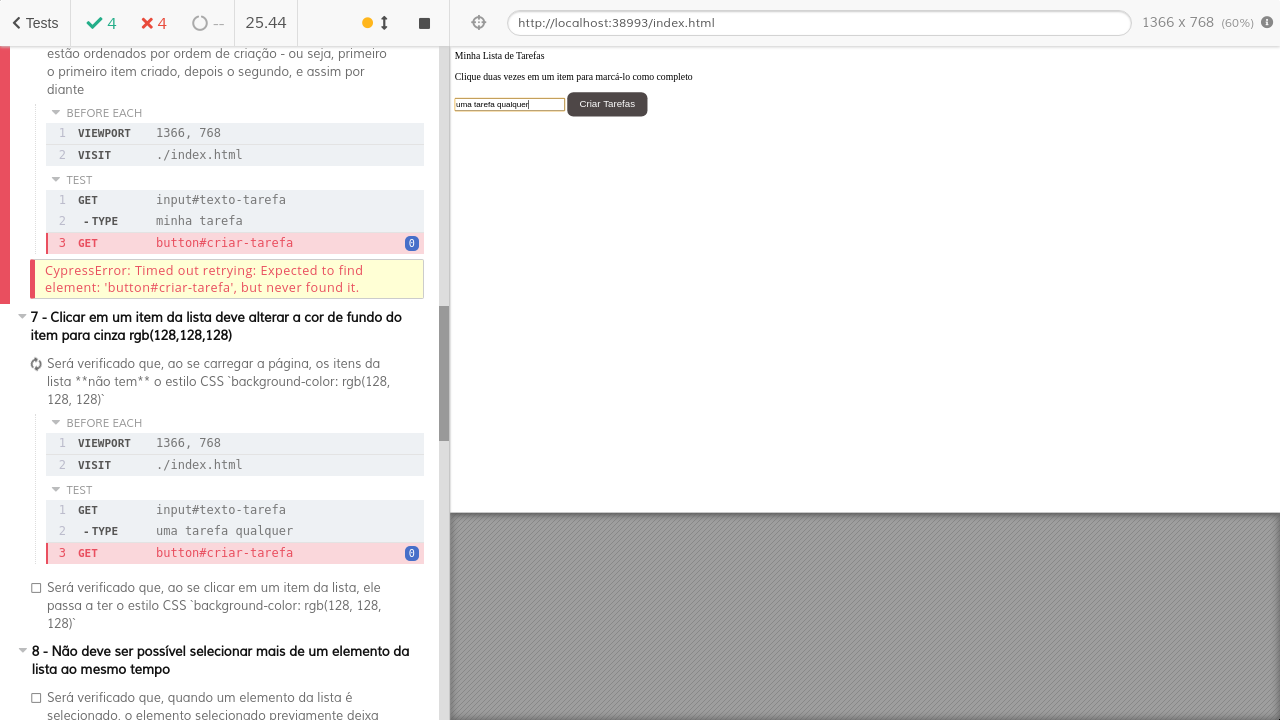 Tests
4
4
--
25.44
http://localhost:38993/index.html
1366 x 768 (60%)
estão ordenados por ordem de criação - ou seja, primeiro
o primeiro item criado, depois o segundo, e assim por
diante
BEFORE EACH
1 VIEWPORT 1366, 768
2 VISIT ./index.html
TEST
1 GET input#texto-tarefa
2 -TYPE minha tarefa
3 GET button#criar-tarefa 0
CypressError: Timed out retrying: Expected to find
element: 'button#criar-tarefa', but never found it.
7 - Clicar em um item da lista deve alterar a cor de fundo do
item para cinza rgb(128,128,128)
Será verificado que, ao se carregar a página, os itens da
lista **não tem** o estilo CSS `background-color: rgb(128,
128, 128)`
BEFORE EACH
1 VIEWPORT 1366, 768
2 VISIT ./index.html
TEST
1 GET input#texto-tarefa
2 -TYPE uma tarefa qualquer
3 GET button#criar-tarefa 0
Será verificado que, ao se clicar em um item da lista, ele
passa a ter o estilo CSS `background-color: rgb(128, 128,
128)`
8 - Não deve ser possível selecionar mais de um elemento da
lista ao mesmo tempo
Será verificado que, quando um elemento da lista é
selecionado, o elemento selecionado previamente deixa
Minha Lista de Tarefas
Clique duas vezes em um item para marcá-lo como completo
uma tarefa qualquer
Criar Tarefas